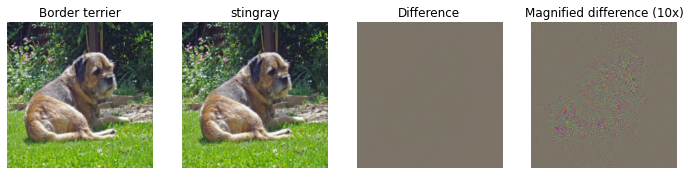 Border terrier
stingray
Difference
Magnified difference (10x)